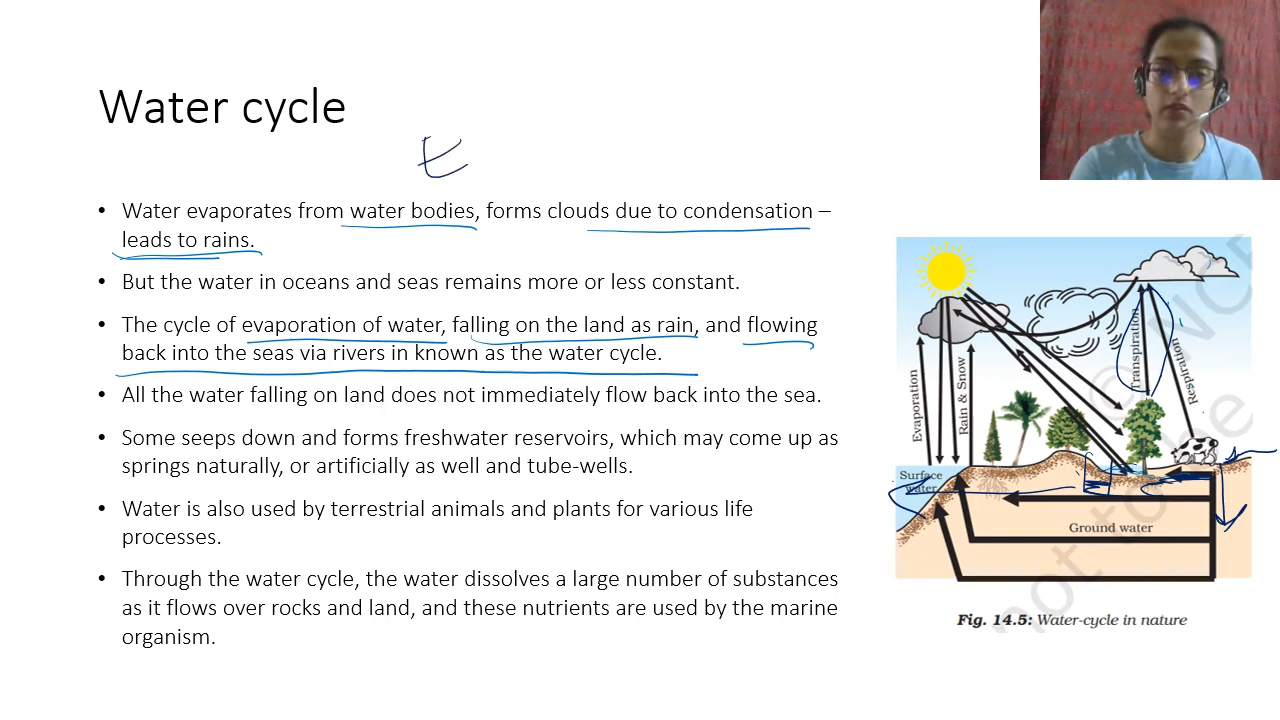 Water cycle
• Water evaporates from water bodies, forms clouds due to condensation –
leads to rains.
• But the water in oceans and seas remains more or less constant.
• The cycle of evaporation of water, falling on the land as rain, and flowing
back into the seas via rivers in known as the water cycle.
• All the water falling on land does not immediately flow back into the sea.
• Some seeps down and forms freshwater reservoirs, which may come up as
springs naturally, or artificially as well and tube-wells.
• Water is also used by terrestrial animals and plants for various life
processes.
• Through the water cycle, the water dissolves a large number of substances
as it flows over rocks and land, and these nutrients are used by the marine
organism.
Evaporation
Rain & Snow
Transpiration
Respiration
Surface
water
Ground water
not to be
Fig. 14.5: Water-cycle in nature